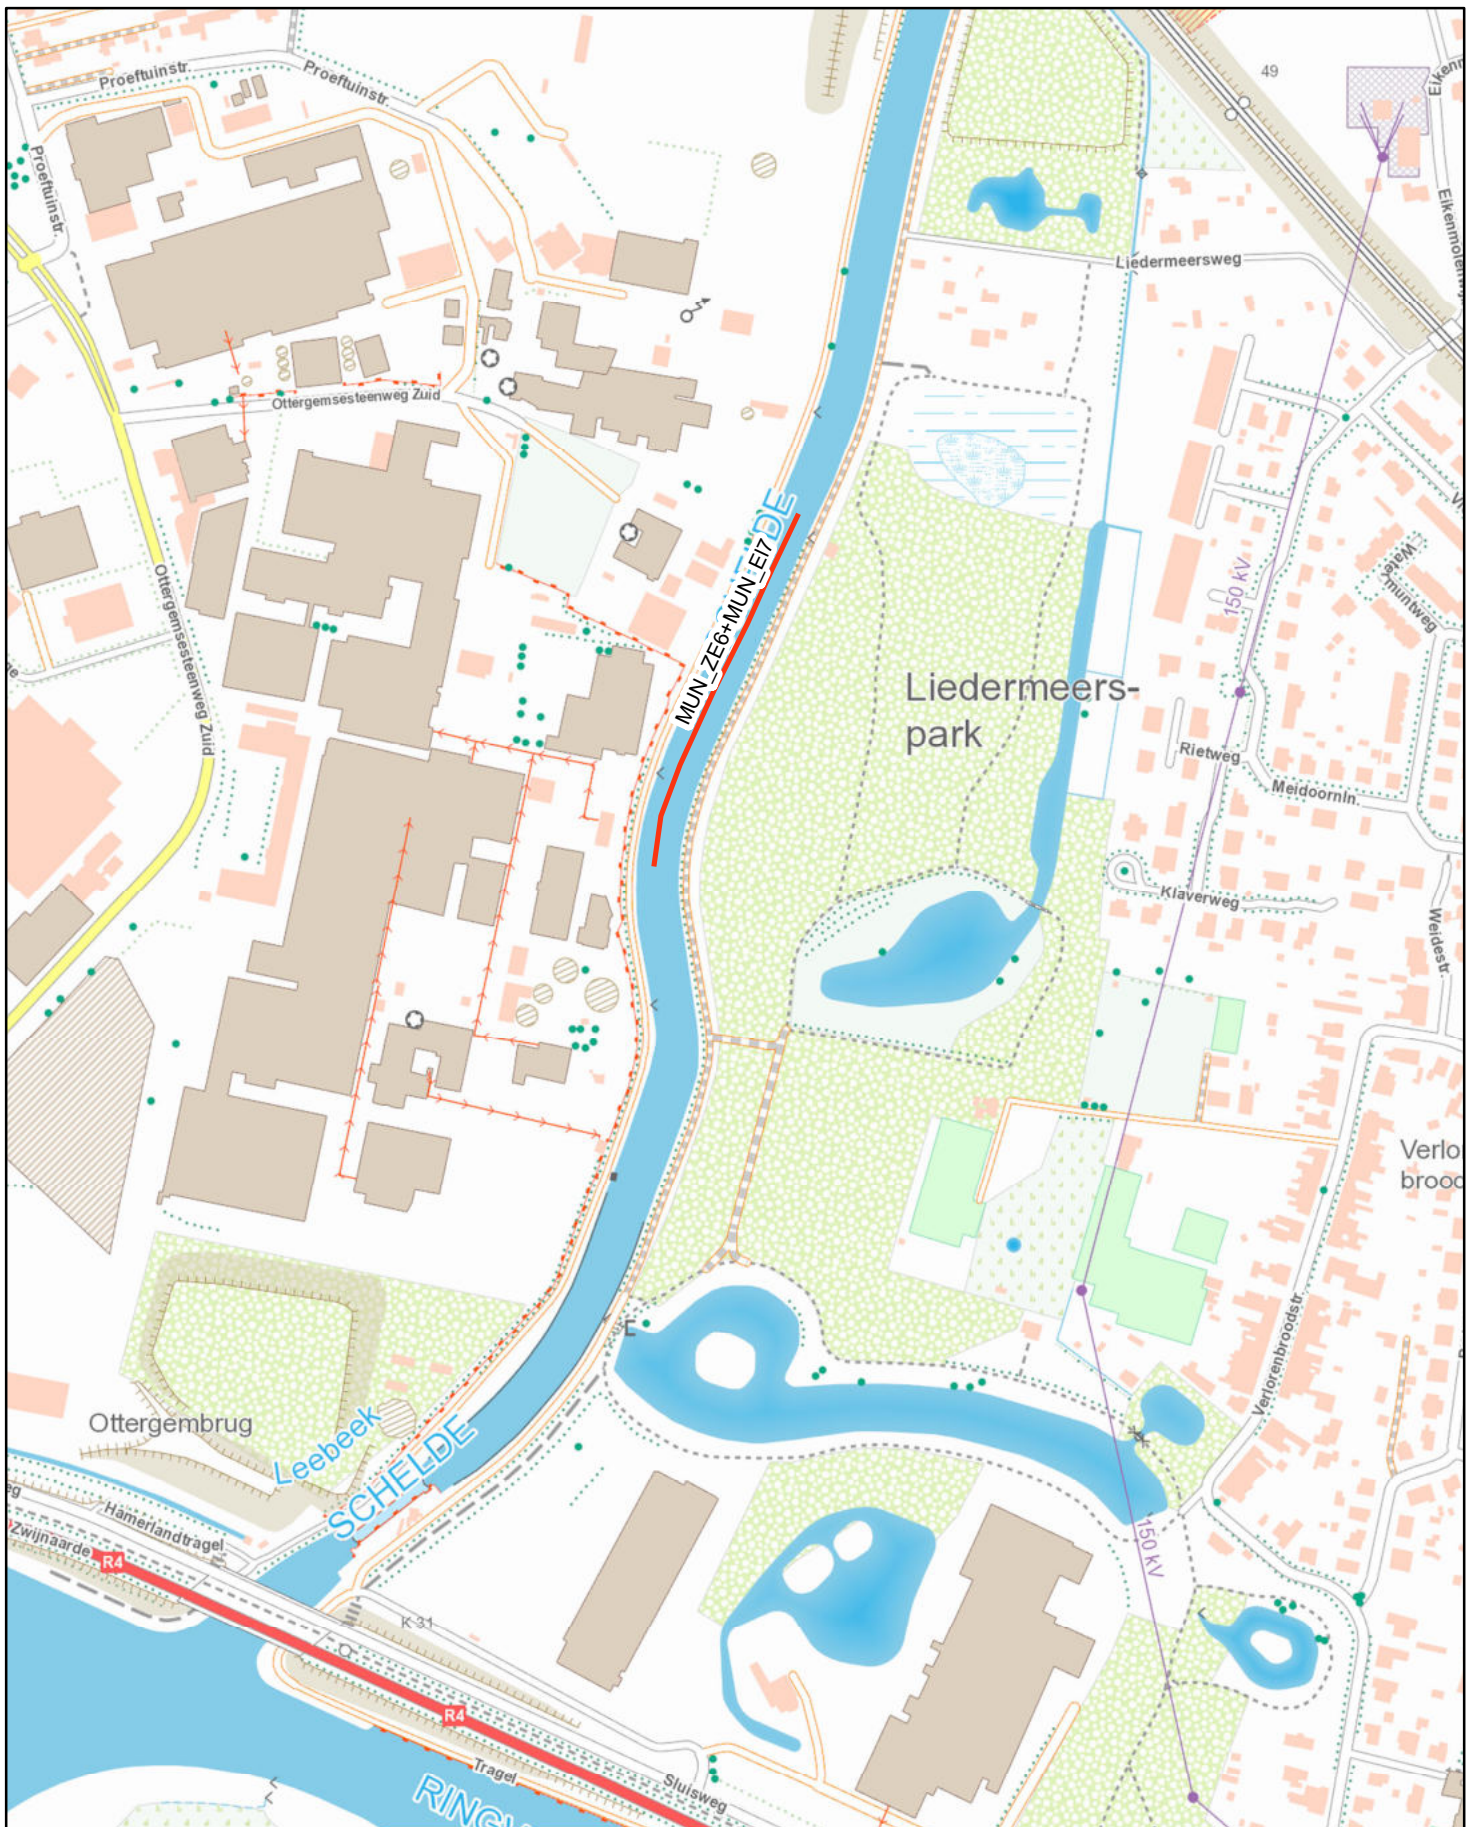 Proeftuinstr.
Proeftuinstr.
49
Proeftuinstr.
Liedermeersweg
Ottergemsesteenweg Zuid
MUN_ZE6+MUN_EI7
150 kV
Watermuntweg
Ottergemsesteenweg Zuid
Liedermeers-
park
Rietweg
Meidoornln.
Klaverweg
Weidestr.
Verlo
brood
Verlorenbroodstr.
E
Ottergembrug
Leebeek
SCHELDE
Hamerlandtragel
Zwijnaarde
R4
150 kV
K 31
R4
Tragel
Sluisweg